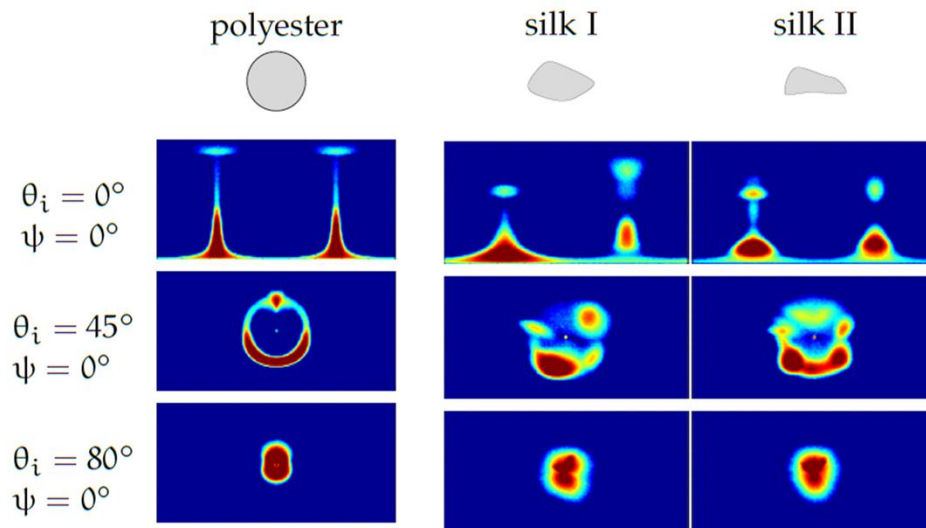 polyester silk I silk II
θᵢ = 0°
ψ = 0°
θᵢ = 45°
ψ = 0°
θᵢ = 80°
ψ = 0°